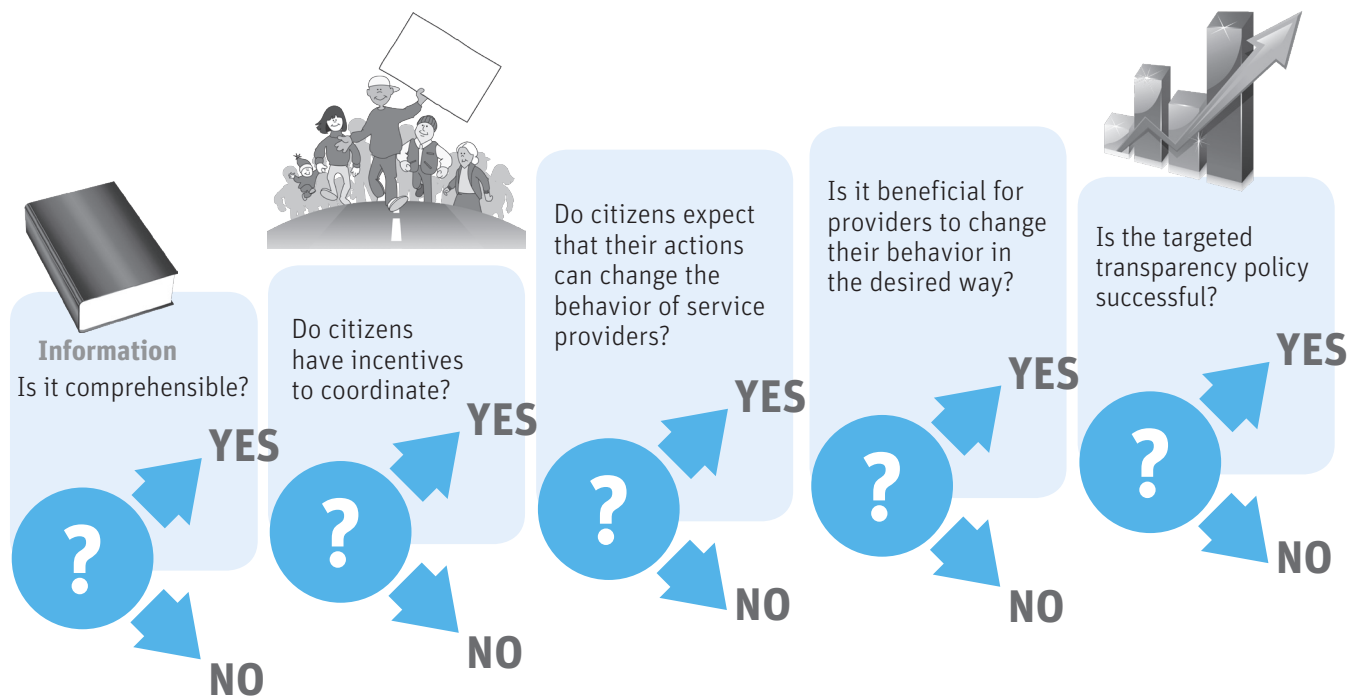 Information
Is it comprehensible?
?
YES
NO
Do citizens
have incentives
to coordinate?
?
YES
NO
Do citizens expect
that their actions
can change the
behavior of service
providers?
?
YES
NO
Is it beneficial for
providers to change
their behavior in
the desired way?
?
YES
NO
Is the targeted
transparency policy
successful?
?
YES
NO